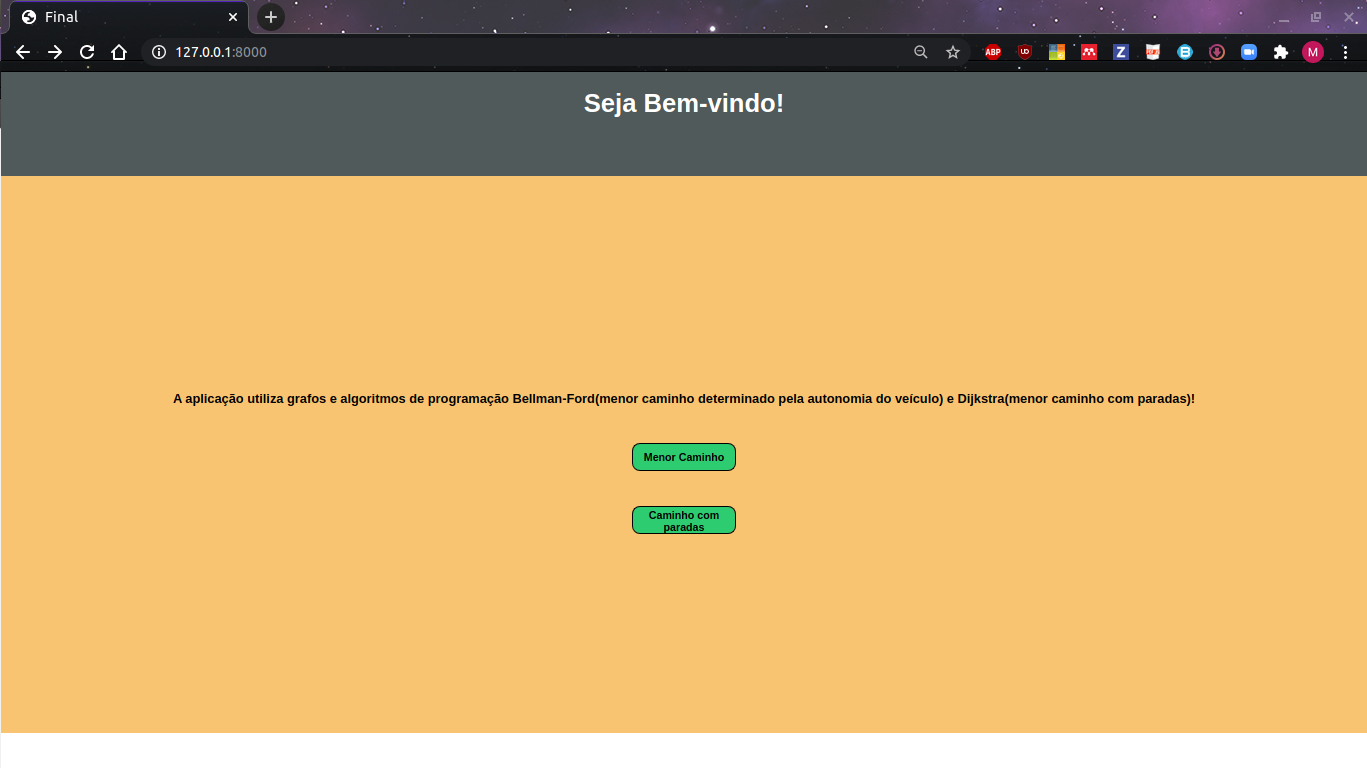 Final
127.0.0.1:8000
ABP
UD
Z
M
Seja Bem-vindo!
A aplicação utiliza grafos e algoritmos de programação Bellman-Ford(menor caminho determinado pela autonomia do veículo) e Dijkstra(menor caminho com paradas)!
Menor Caminho
Caminho com
paradas